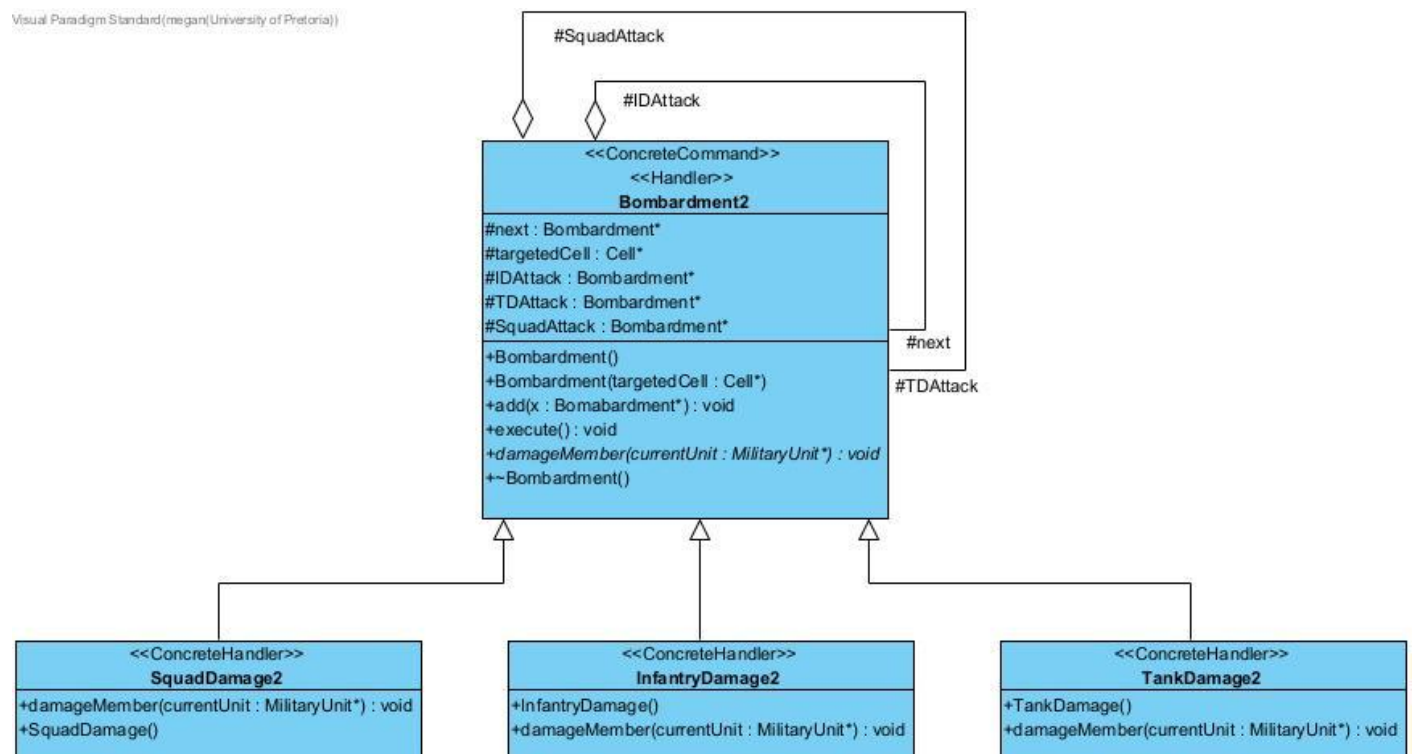 Visual Paradigm Standard(megan(University of Pretoria))
#SquadAttack
#IDAttack
<<ConcreteCommand>>
<<Handler>>
Bombardment2
#next : Bombardment*
#targetedCell : Cell*
#IDAttack : Bombardment*
#TDAttack : Bombardment*
#SquadAttack : Bombardment*
#next
+Bombardment()
#TDAttack
+Bombardment(targetedCell : Cell*)
+add(x : Bomabardment*) : void
+execute() : void
+damageMember(currentUnit : MilitaryUnit*) : void
+~Bombardment()
<<ConcreteHandler>>
SquadDamage2
+damageMember(currentUnit : MilitaryUnit*) : void
+SquadDamage()
<<ConcreteHandler>>
InfantryDamage2
+InfantryDamage()
+damageMember(currentUnit : MilitaryUnit*) : void
<<ConcreteHandler>>
TankDamage2
+TankDamage()
+damageMember(currentUnit : MilitaryUnit*) : void